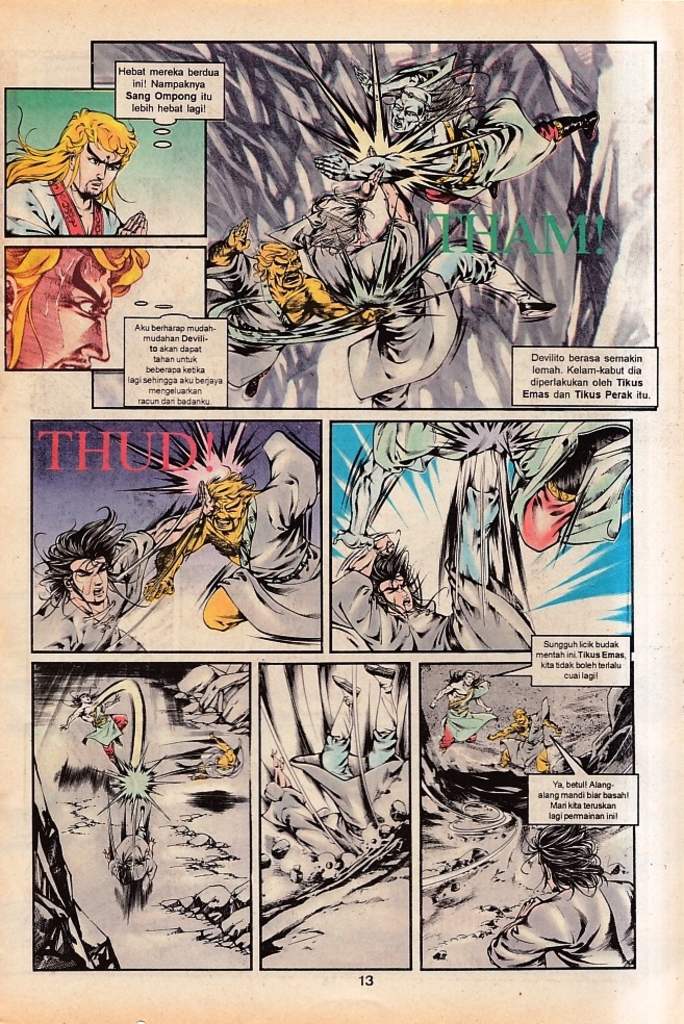 Hebat mereka berdua
ini! Nampaknya
Sang Ompong itu
lebih hebat lagi!
THAM!
Aku berharap mudah-
mudahan Devili-
to akan dapat
tahan untuk
beberapa ketika
lagi sehingga aku berjaya
mengeluarkan
racun dari badanku.
Devilito berasa semakin
lemah. Kelam-kabut dia
diperlakukan oleh Tikus
Emas dan Tikus Perak itu.
THUD!
Sungguh licik budak
mentah ini.Tikus Emas,
kita tidak boleh terlalu
cuai lagi!
Ya, betul! Alang-
alang mandi biar basah!
Mari kita teruskan
lagi permainan ini!
13